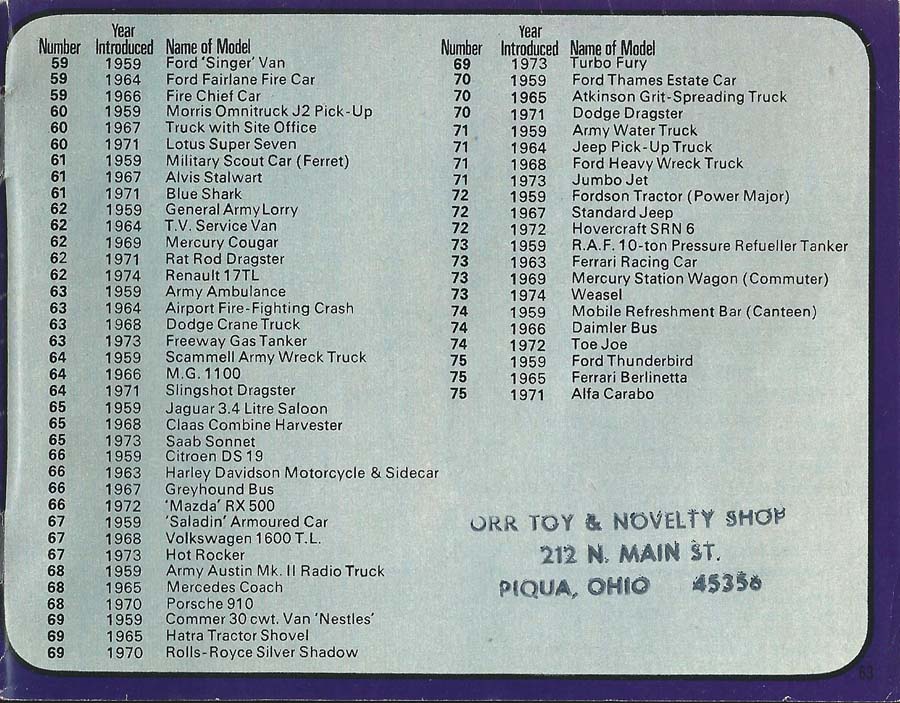 Number Year Introduced Name of Model
59 1959 Ford 'Singer' Van
59 1964 Ford Fairlane Fire Car
59 1966 Fire Chief Car
60 1959 Morris Omnitruck J2 Pick-Up
60 1967 Truck with Site Office
60 1971 Lotus Super Seven
61 1959 Military Scout Car (Ferret)
61 1967 Alvis Stalwart
61 1971 Blue Shark
62 1959 General Army Lorry
62 1964 T.V. Service Van
62 1969 Mercury Cougar
62 1971 Rat Rod Dragster
62 1974 Renault 17TL
63 1959 Army Ambulance
63 1964 Airport Fire-Fighting Crash
63 1968 Dodge Crane Truck
63 1973 Freeway Gas Tanker
64 1959 Scammell Army Wreck Truck
64 1966 M.G. 1100
64 1971 Slingshot Dragster
65 1959 Jaguar 3.4 Litre Saloon
65 1968 Claas Combine Harvester
65 1973 Saab Sonnet
66 1959 Citroen DS 19
66 1963 Harley Davidson Motorcycle & Sidecar
66 1967 Greyhound Bus
66 1972 'Mazda' RX 500
67 1959 'Saladin' Armoured Car
67 1968 Volkswagen 1600 T.L.
67 1973 Hot Rocker
68 1959 Army Austin Mk. II Radio Truck
68 1965 Mercedes Coach
68 1970 Porsche 910
69 1959 Commer 30 cwt. Van 'Nestles'
69 1965 Hatra Tractor Shovel
69 1970 Rolls-Royce Silver Shadow
Number Year Introduced Name of Model
69 1973 Turbo Fury
70 1959 Ford Thames Estate Car
70 1965 Atkinson Grit-Spreading Truck
70 1971 Dodge Dragster
71 1959 Army Water Truck
71 1964 Jeep Pick-Up Truck
71 1968 Ford Heavy Wreck Truck
71 1973 Jumbo Jet
72 1959 Fordson Tractor (Power Major)
72 1967 Standard Jeep
72 1972 Hovercraft SRN 6
73 1959 R.A.F. 10-ton Pressure Refueller Tanker
73 1963 Ferrari Racing Car
73 1969 Mercury Station Wagon (Commuter)
73 1974 Weasel
74 1959 Mobile Refreshment Bar (Canteen)
74 1966 Daimler Bus
74 1972 Toe Joe
75 1959 Ford Thunderbird
75 1965 Ferrari Berlinetta
75 1971 Alfa Carabo
ORR TOY & NOVELTY SHOP
212 N. MAIN ST.
PIQUA, OHIO 45356
63